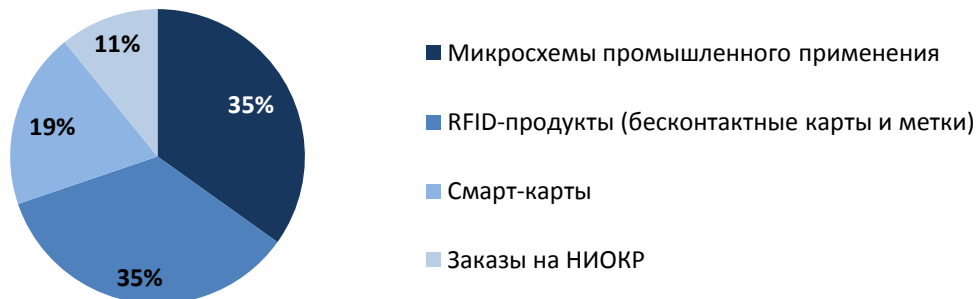 11%
35%
19%
35%
Микросхемы промышленного применения
RFID-продукты (бесконтактные карты и метки)
Смарт-карты
Заказы на НИОКР